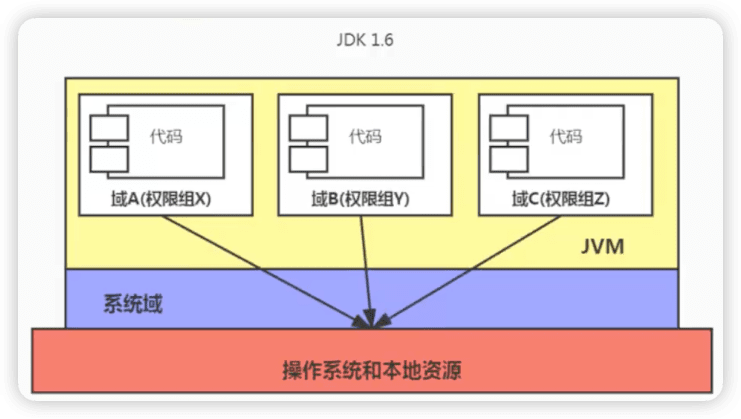 JDK 1.6
代码
代码
代码
域A(权限组X)
域B(权限组Y)
域C(权限组Z)
JVM
系统域
操作系统和本地资源